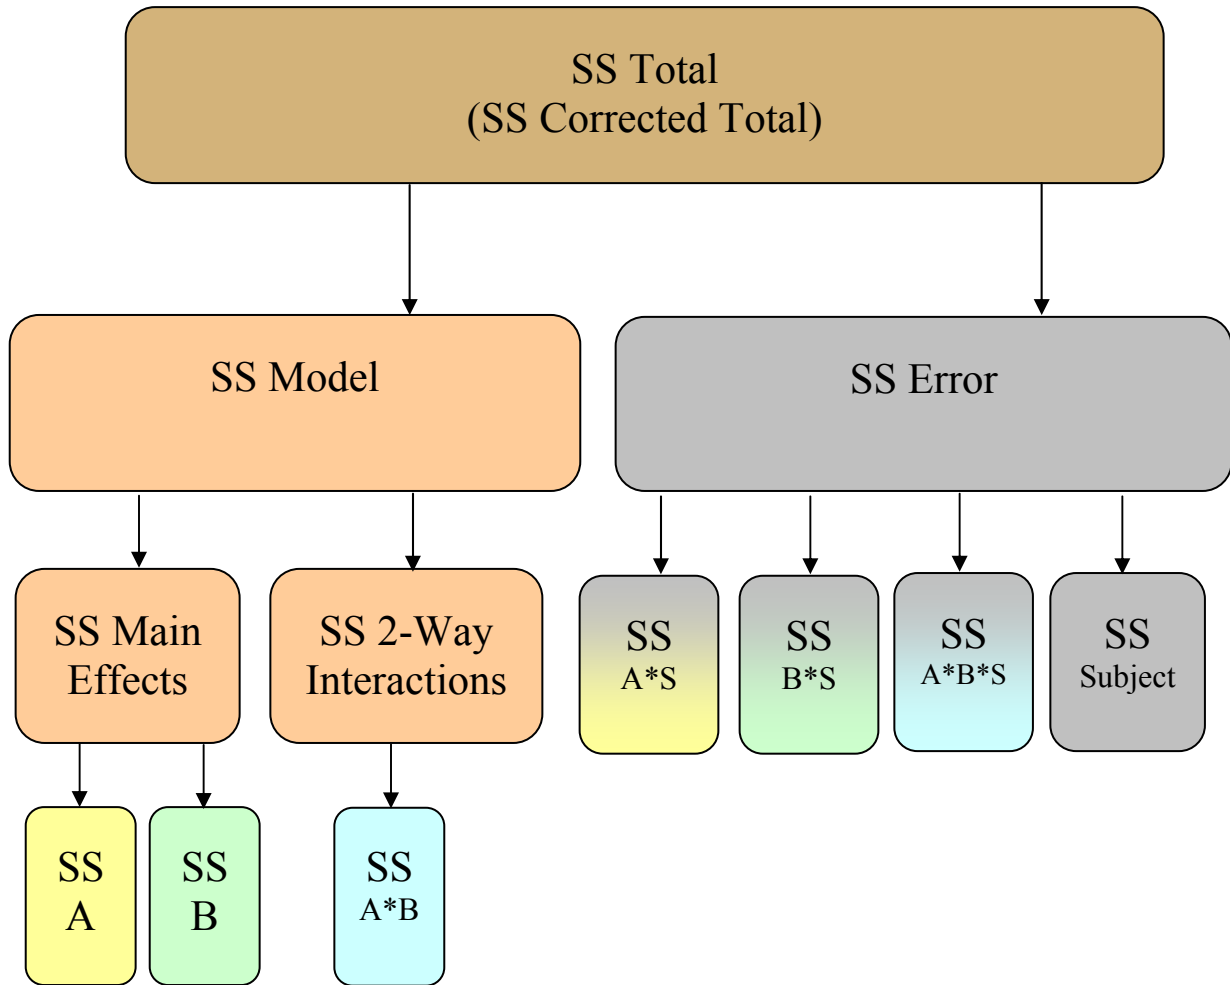 SS Total
(SS Corrected Total)
SS Model
SS Error
SS Main
Effects
SS 2-Way
Interactions
SS
A*S
SS
B*S
SS
A*B*S
SS
Subject
SS
A
SS
B
SS
A*B